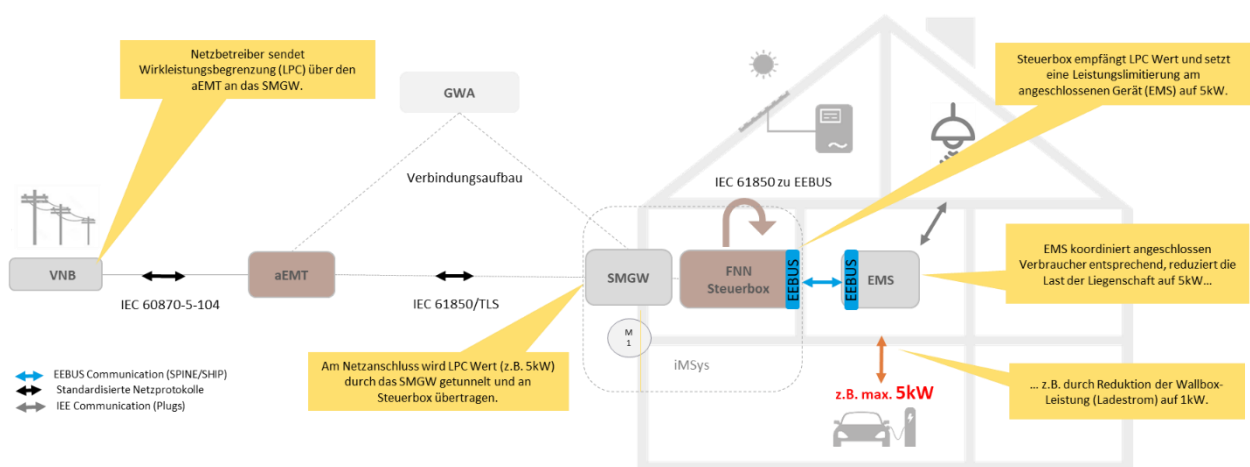 Netzbetreiber sendet
Wirkleistungsbegrenzung (LPC) über den
aEMT an das SMGW.
GWA
Steuerbox empfängt LPC Wert und setzt
eine Leistungslimitierung am
angeschlossenen Gerät (EMS) auf 5kW.
Verbindungsaufbau
IEC 61850 zu EEBUS
VNB
IEC 60870-5-104
aEMT
IEC 61850/TLS
SMGW
FNN
Steuerbox
EEBUS
EEBUS
EMS
EMS koordiniert angeschlossen
Verbraucher entsprechend, reduziert die
Last der Liegenschaft auf 5kW...
M
1
iMSys
Am Netzanschluss wird LPC Wert (z.B. 5kW)
durch das SMGW getunnelt und an
Steuerbox übertragen.
z.B. max. 5kW
... z.B. durch Reduktion der Wallbox-
Leistung (Ladestrom) auf 1kW.
EEBUS Communication (SPINE/SHIP)
Standardisierte Netzprotokolle
IEE Communication (Plugs)